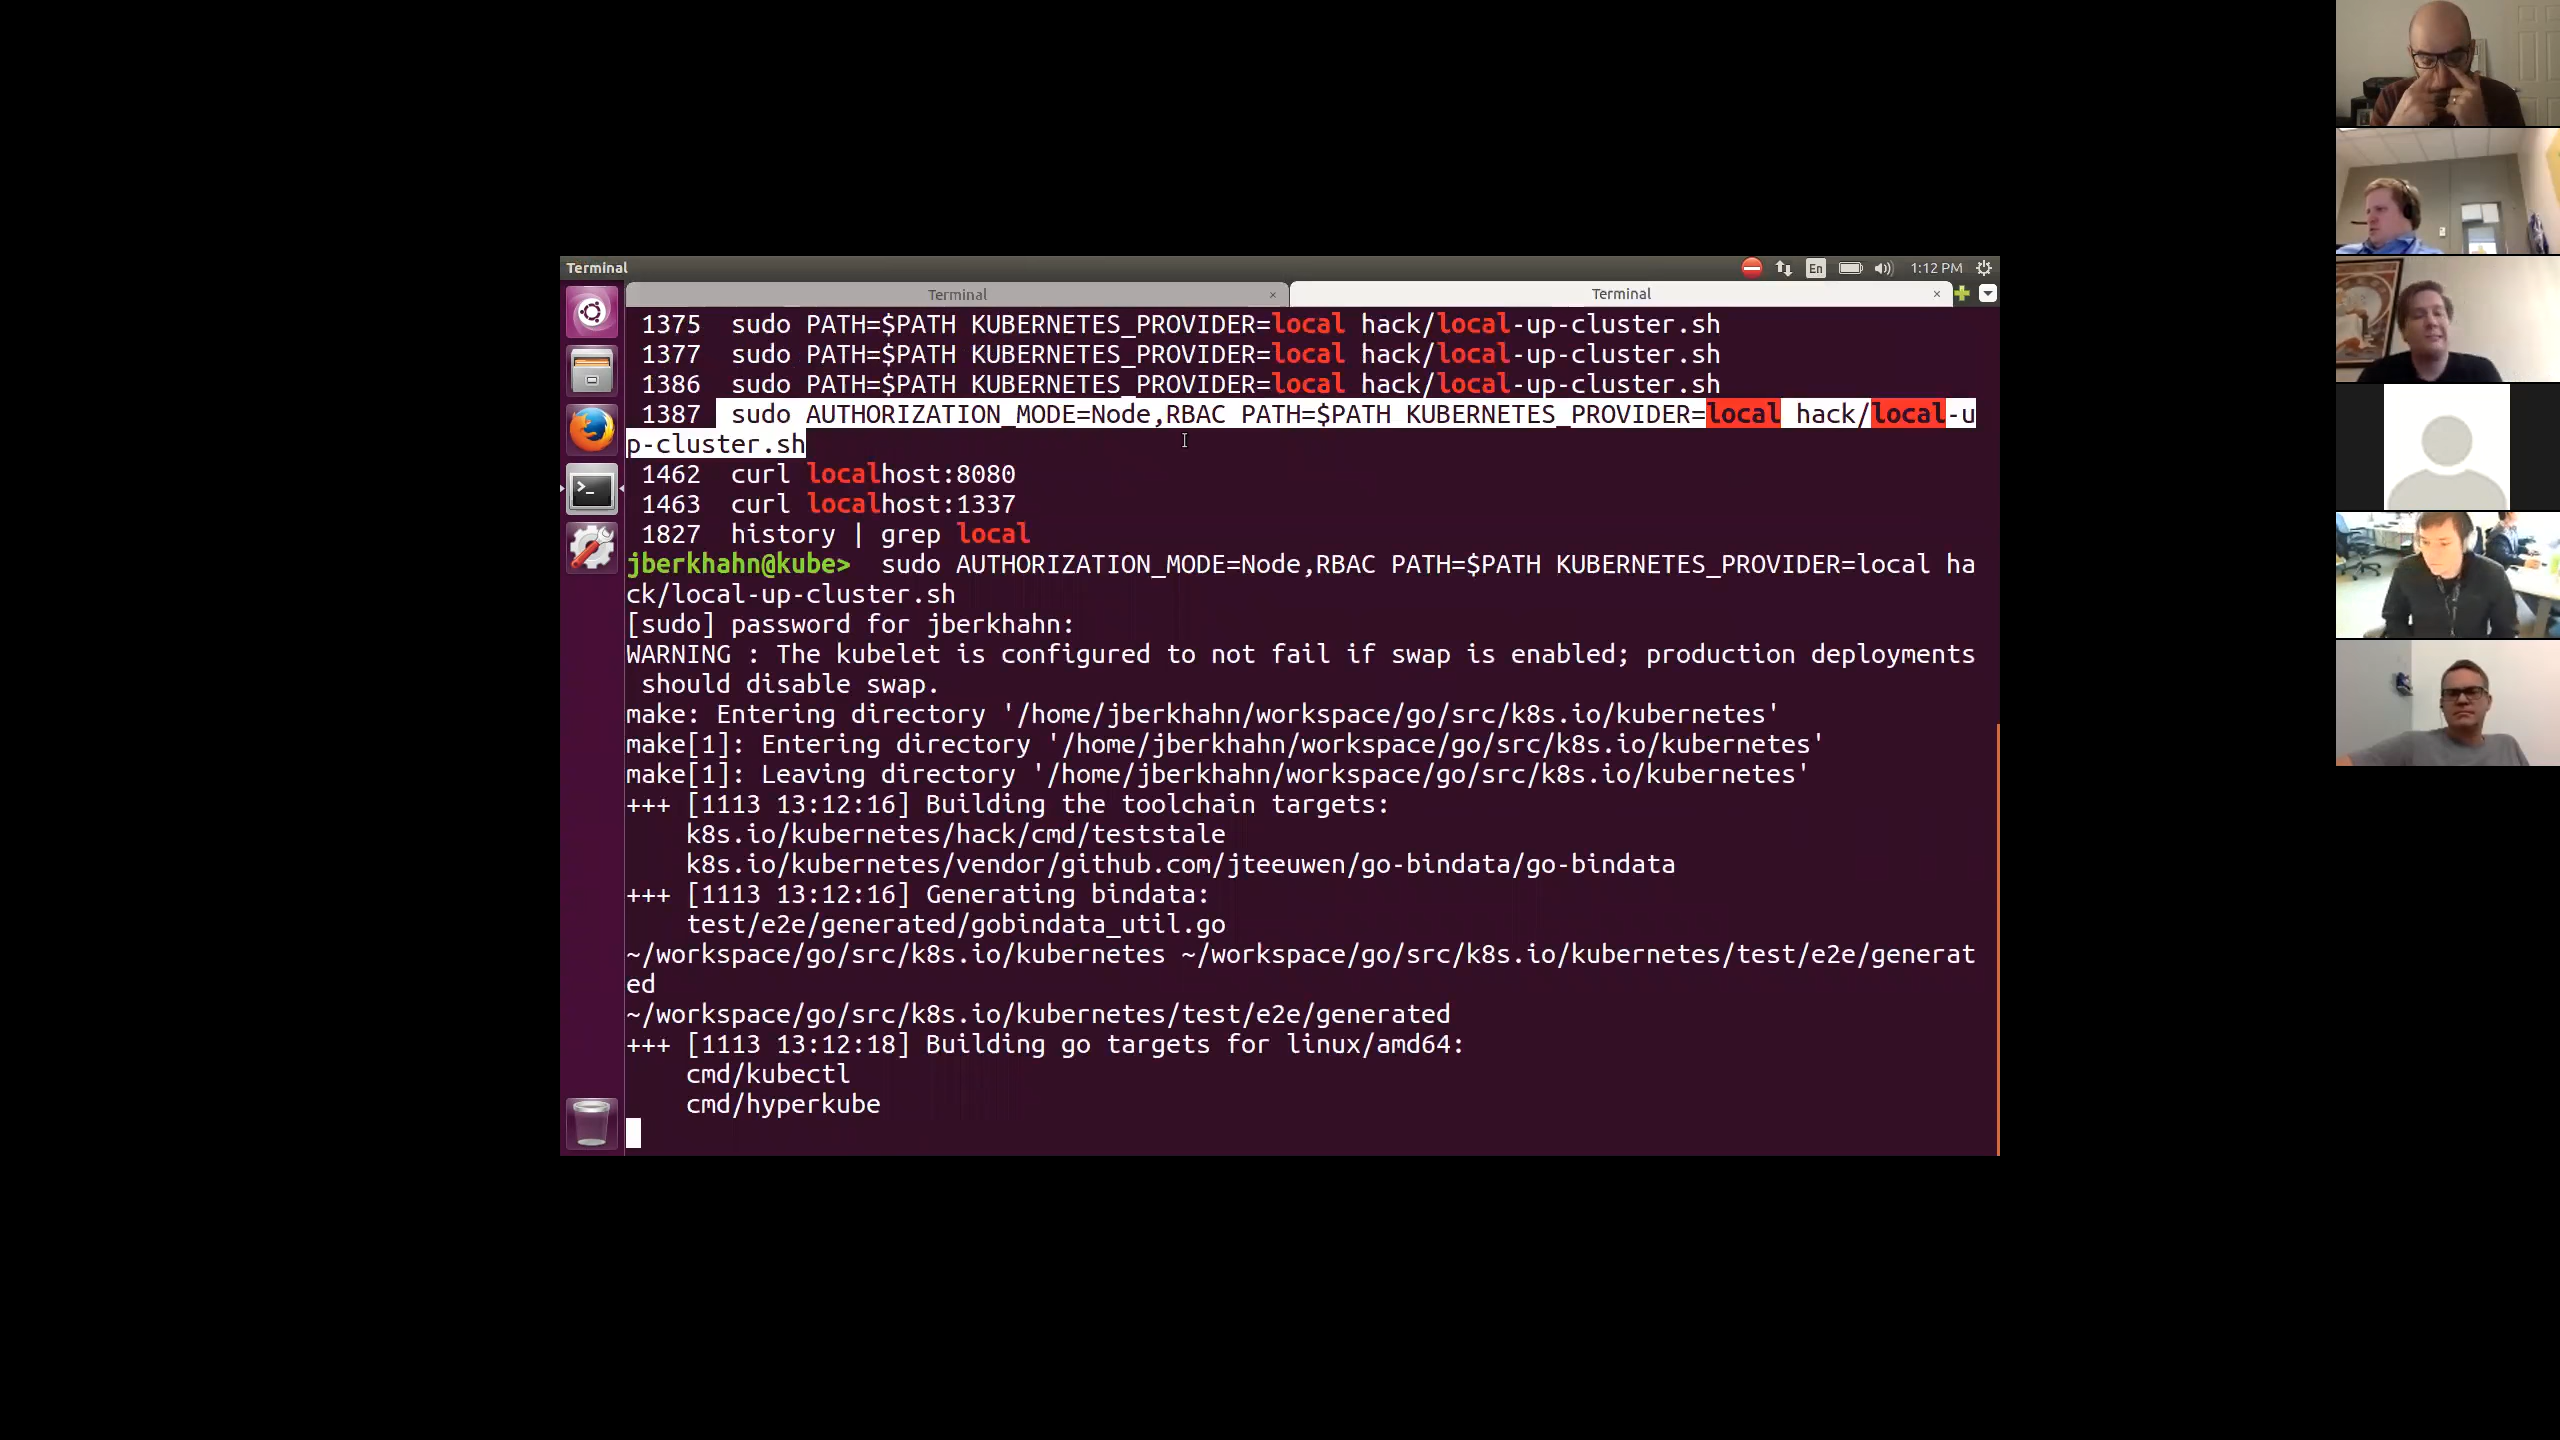 Terminal
En
1:12 PM
Terminal
Terminal
1375  sudo PATH=$PATH KUBERNETES_PROVIDER=local hack/local-up-cluster.sh
1377  sudo PATH=$PATH KUBERNETES_PROVIDER=local hack/local-up-cluster.sh
1386  sudo PATH=$PATH KUBERNETES_PROVIDER=local hack/local-up-cluster.sh
1387  sudo AUTHORIZATION_MODE=Node,RBAC PATH=$PATH KUBERNETES_PROVIDER=local hack/local-u
p-cluster.sh
1462  curl localhost:8080
1463  curl localhost:1337
1827  history | grep local
jberkhahn@kube>  sudo AUTHORIZATION_MODE=Node,RBAC PATH=$PATH KUBERNETES_PROVIDER=local ha
ck/local-up-cluster.sh
[sudo] password for jberkhahn:
WARNING : The kubelet is configured to not fail if swap is enabled; production deployments
 should disable swap.
make: Entering directory '/home/jberkhahn/workspace/go/src/k8s.io/kubernetes'
make[1]: Entering directory '/home/jberkhahn/workspace/go/src/k8s.io/kubernetes'
make[1]: Leaving directory '/home/jberkhahn/workspace/go/src/k8s.io/kubernetes'
+++ [1113 13:12:16] Building the toolchain targets:
    k8s.io/kubernetes/hack/cmd/teststale
    k8s.io/kubernetes/vendor/github.com/jteeuwen/go-bindata/go-bindata
+++ [1113 13:12:16] Generating bindata:
    test/e2e/generated/gobindata_util.go
~/workspace/go/src/k8s.io/kubernetes ~/workspace/go/src/k8s.io/kubernetes/test/e2e/generat
ed
~/workspace/go/src/k8s.io/kubernetes/test/e2e/generated
+++ [1113 13:12:18] Building go targets for linux/amd64:
    cmd/kubectl
    cmd/hyperkube